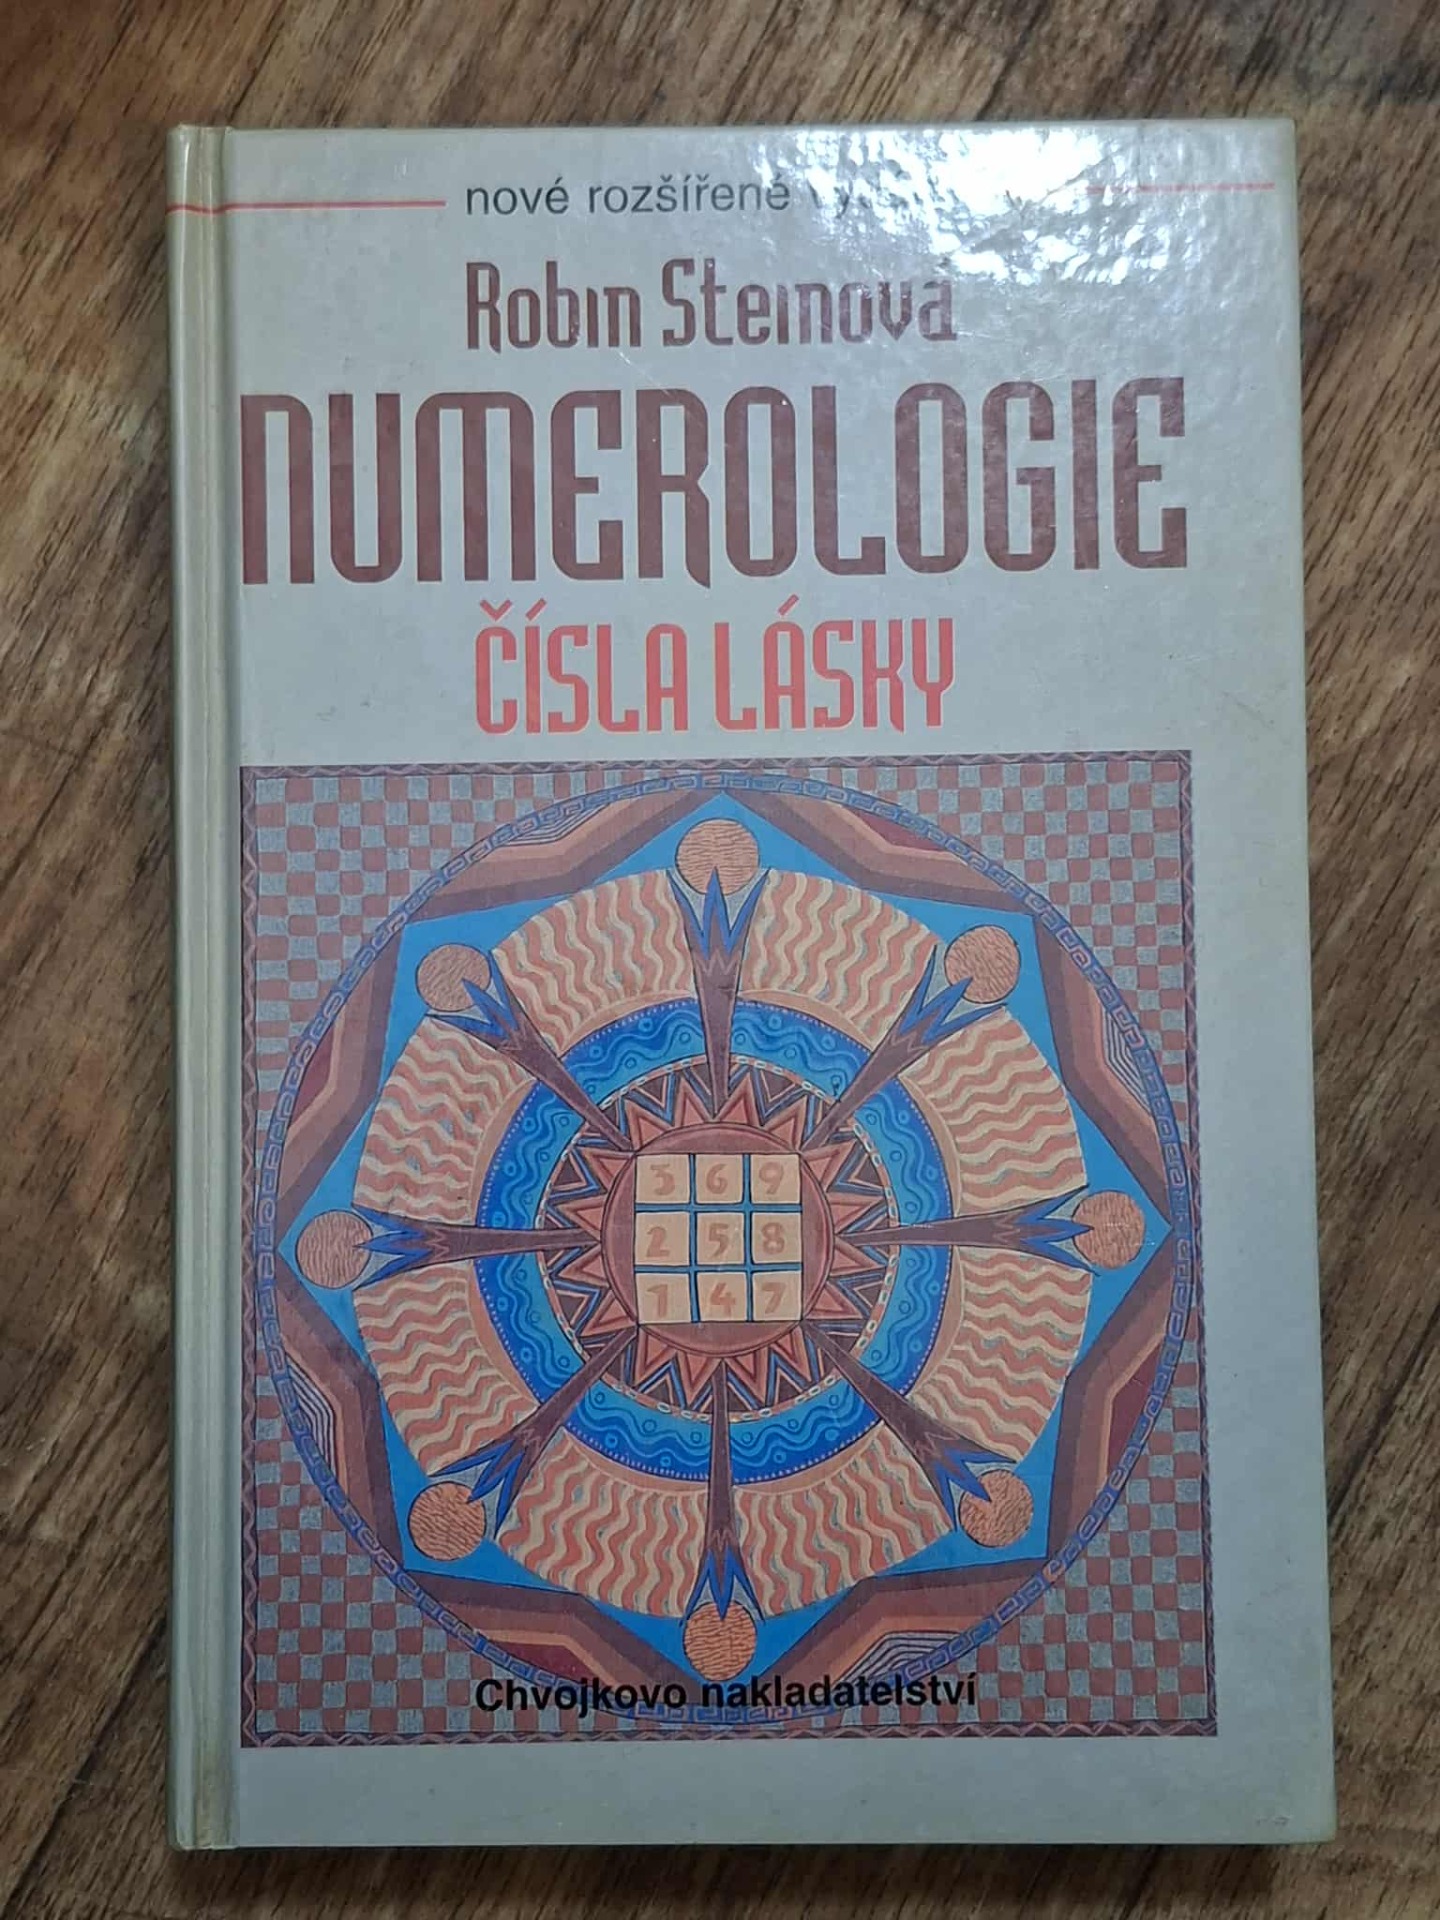 nové rozšířené
Robin Steinová
NUMEROLOGIE
ČÍSLA LÁSKY
3 6 9
2 5 8
1 4 7
Chvojkovo nakladatelství